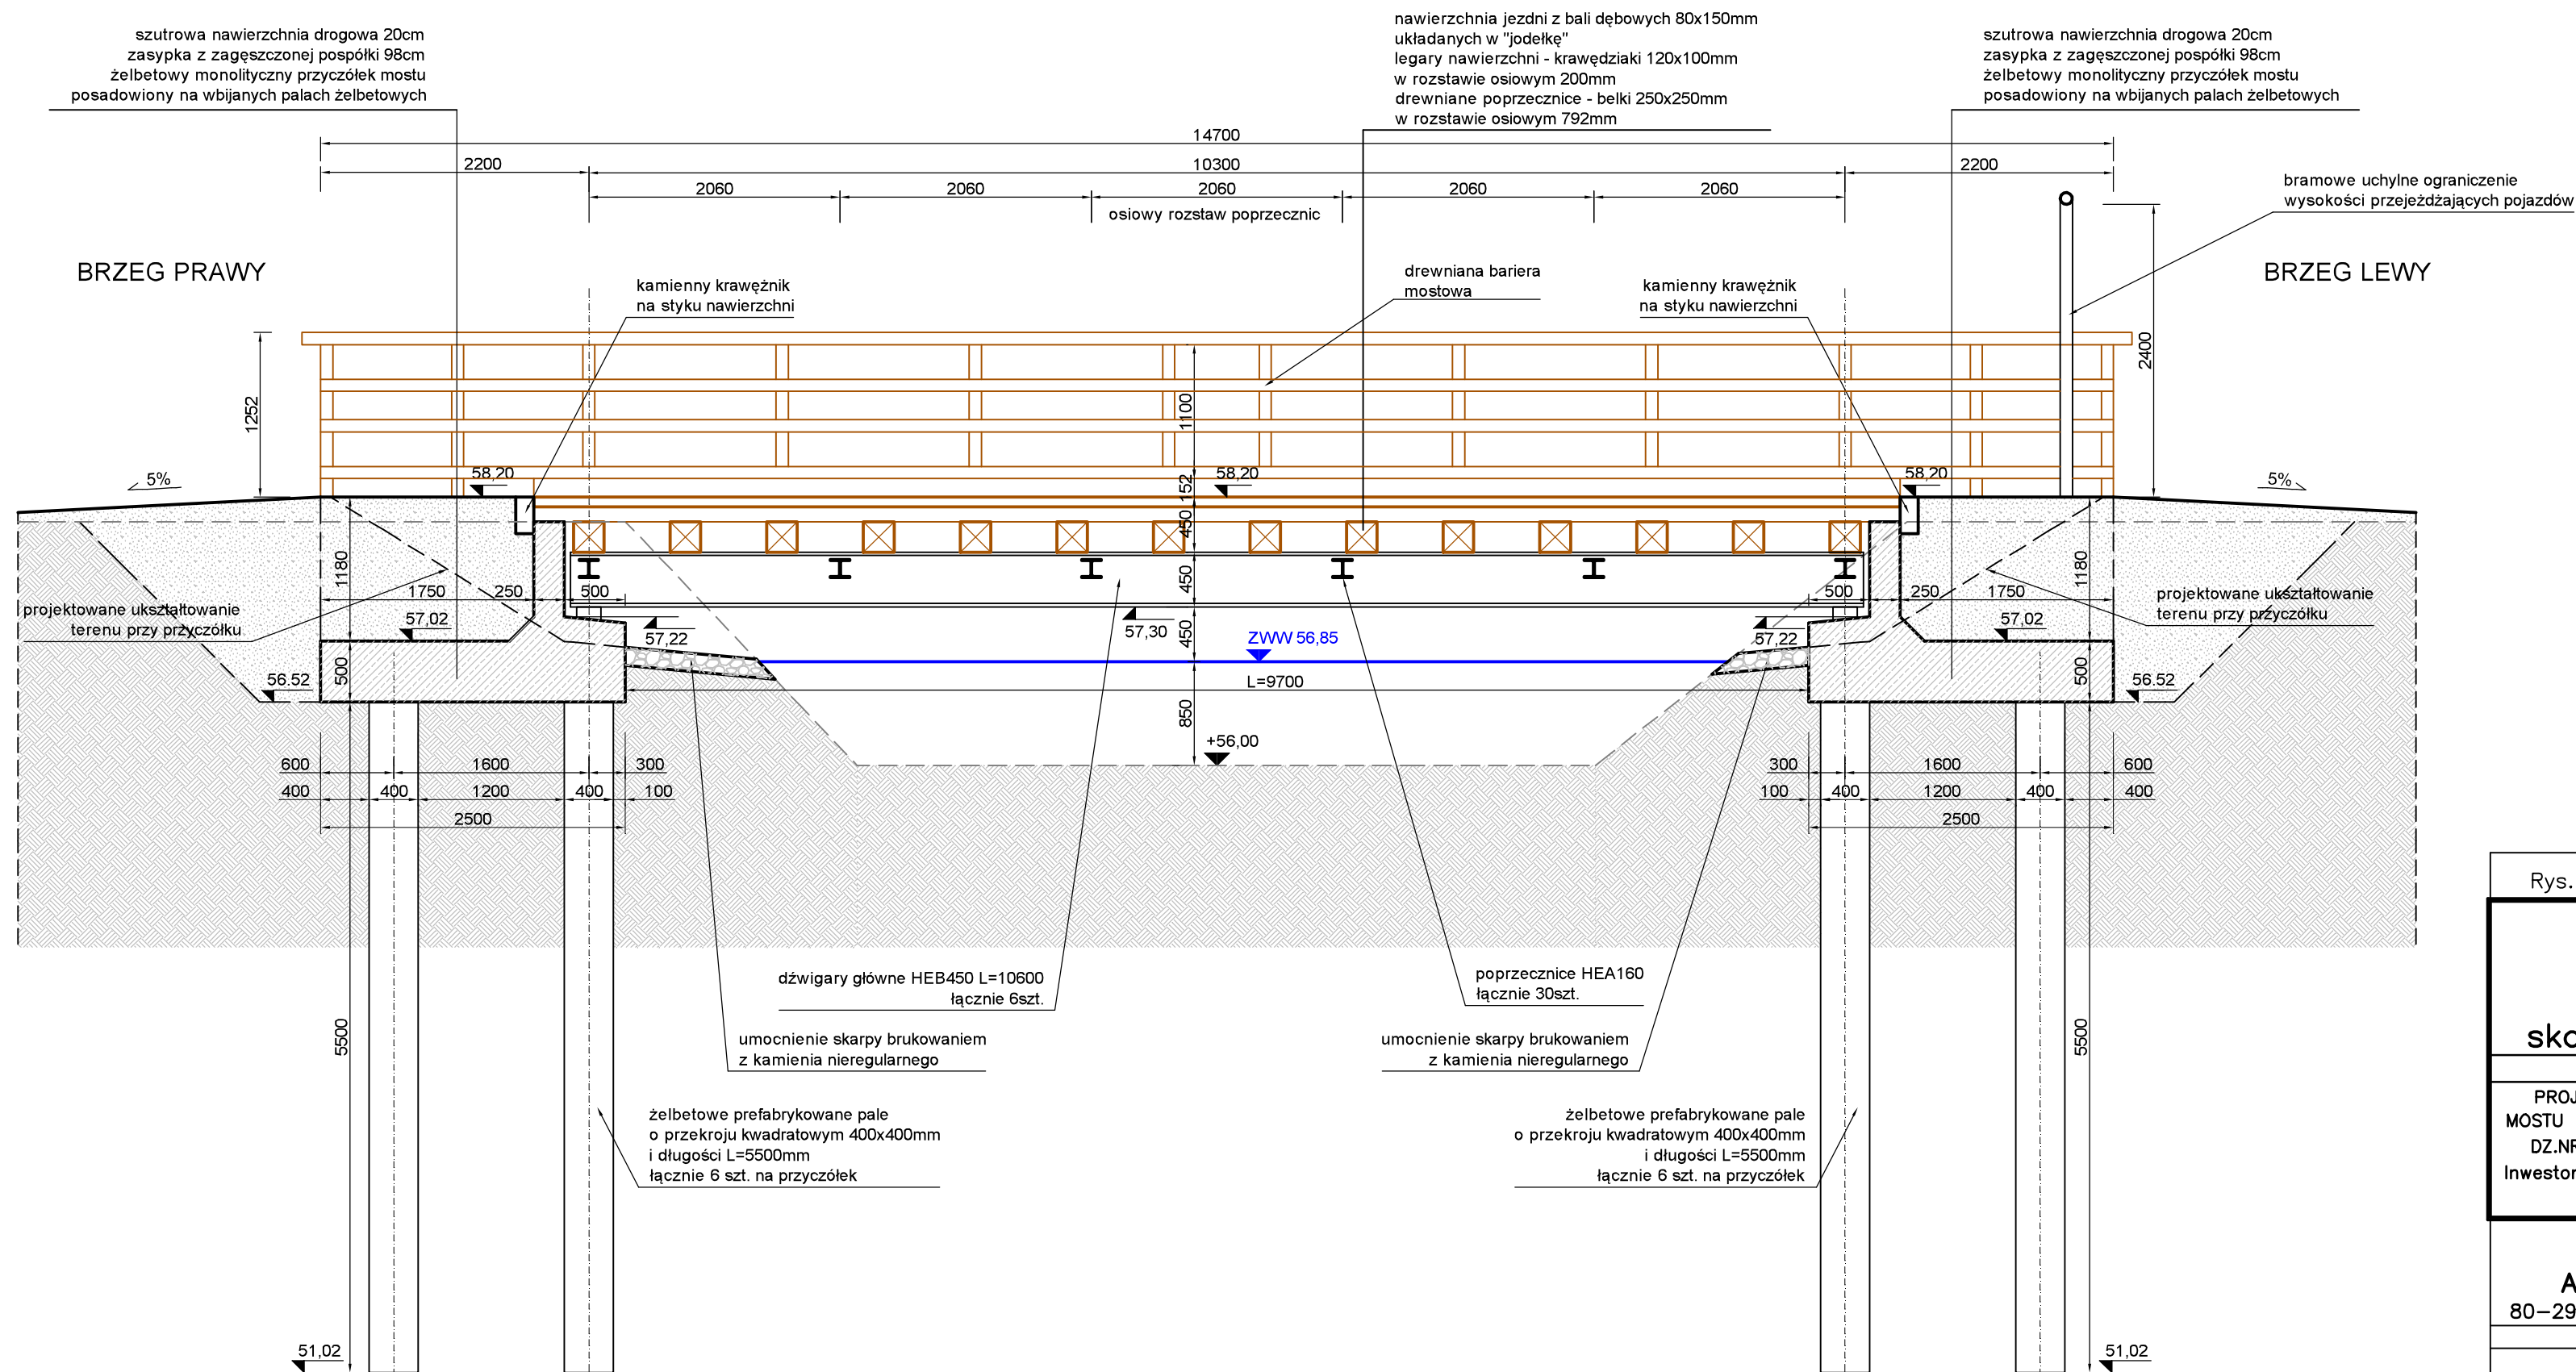 szutrowa nawierzchnia drogowa 20cm
zasypka z zagęszczonej pospółki 98cm
żelbetowy monolityczny przyczółek mostu
posadowiony na wbijanych palach żelbetowych
nawierzchnia jezdni z bali dębowych 80x150mm
układanych w "jodełkę"
legary nawierzchni - krawędziaki 120x100mm
w rozstawie osiowym 200mm
drewniane poprzecznice - belki 250x250mm
w rozstawie osiowym 792mm
szutrowa nawierzchnia drogowa 20cm
zasypka z zagęszczonej pospółki 98cm
żelbetowy monolityczny przyczółek mostu
posadowiony na wbijanych palach żelbetowych
14700
2200 10300 2200
2060 2060 2060 2060 2060
osiowy rozstaw poprzecznic
bramowe uchylne ograniczenie
wysokości przejeżdżających pojazdów
BRZEG PRAWY
BRZEG LEWY
kamienny krawężnik
na styku nawierzchni
drewniana bariera
mostowa
kamienny krawężnik
na styku nawierzchni
1252
1100
2400
5%
58,20
152
58,20
58,20
5%
450
1180
1750 250 500
450
500 250 1750
1180
projektowane ukształtowanie
terenu przy przyczółku
57,02
57,22
57,30
450
ZWW 56,85
57,22
57,02
projektowane ukształtowanie
terenu przy przyczółku
56.52
500
L=9700
500
56.52
850
+56,00
600 1600 300
400 400 1200 400 100
2500
300 1600 600
100 400 1200 400 400
2500
dźwigary główne HEB450 L=10600
łącznie 6szt.
poprzecznice HEA160
łącznie 30szt.
5500
5500
umocnienie skarpy brukowaniem
z kamienia nieregularnego
umocnienie skarpy brukowaniem
z kamienia nieregularnego
żelbetowe prefabrykowane pale
o przekroju kwadratowym 400x400mm
i długości L=5500mm
łącznie 6 szt. na przyczółek
żelbetowe prefabrykowane pale
o przekroju kwadratowym 400x400mm
i długości L=5500mm
łącznie 6 szt. na przyczółek
51,02
51,02
Rys.
MOSTU